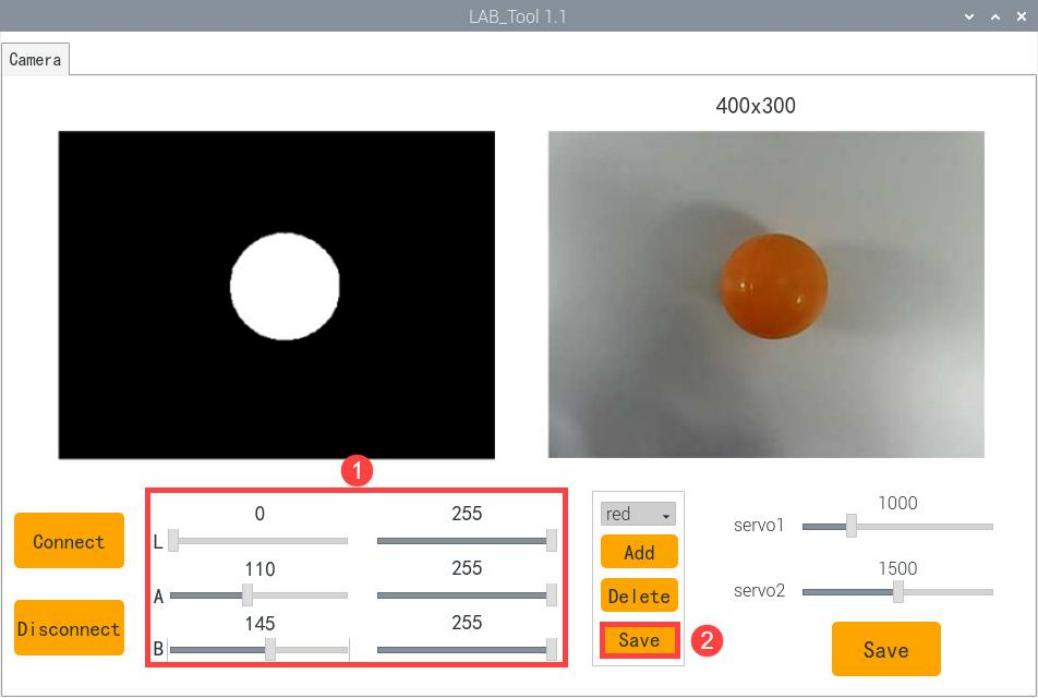 LAB_Tool 1.1
Camera
400x300
1
0 255
L
110 255
A
145 255
B
Connect
Disconnect
red
Add
Delete
Save
2
servo1
1000
servo2
1500
Save